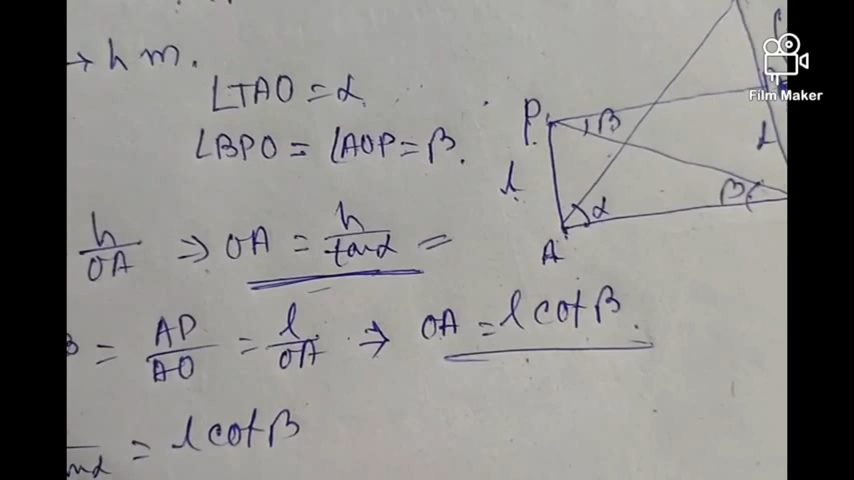 → h m.
∠TAO = α
∠BPO = ∠AOP = β.
h/OA ⇒ OA = h/tanα =
= AP/AO = l/OA ⇒ OA = l cot β.
= l cot β
P
β
l
A
α
β
Film Maker